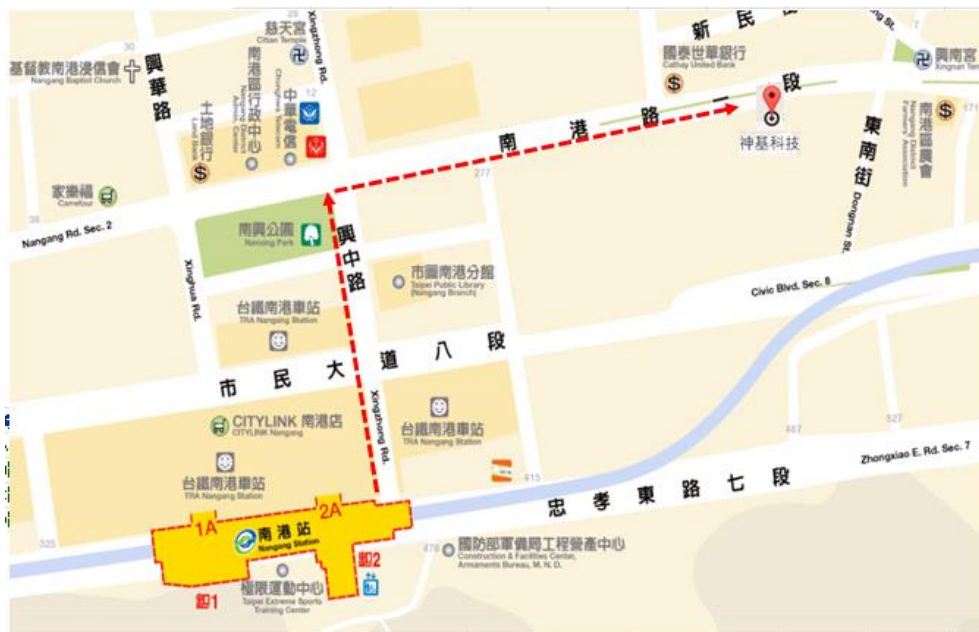 28
慈天宮
Citian Temple
Xingzhong Rd.
新民街
7
30
基督教南港浸信會
Nangang Baptist Church
興華路
南港區行政中心
Nangang District Admin. Center
12
中華電信
Chunghwa Telecom
土地銀行
Land Bank
國泰世華銀行
Cathay United Bank
興南宮
南港路一段
神基科技
東南街
Dongnan St.
南港區農會
Nangang District Farmers' Association
171
277
家樂福
Carrefour
38
Nangang Rd. Sec. 2
南興公園
Nanxing Park
興中路
Xinghua Rd.
市圖南港分館
Taipei Public Library
(Nangang Branch)
台鐵南港車站
TRA Nangang Station
Civic Blvd. Sec. 8
市民大道八段
CITYLINK 南港店
CITYLINK Nangang
Xingzhong Rd.
台鐵南港車站
TRA Nangang Station
台鐵南港車站
TRA Nangang Station
415
487
527
Zhongxiao E. Rd. Sec. 7
忠孝東路七段
325
1A
2A
南港站
Nangang Station
478
國防部軍備局工程營產中心
Construction & Facilities Center,
Armaments Bureau, M. N. D.
極限運動中心
Taipei Extreme Sports
Training Center